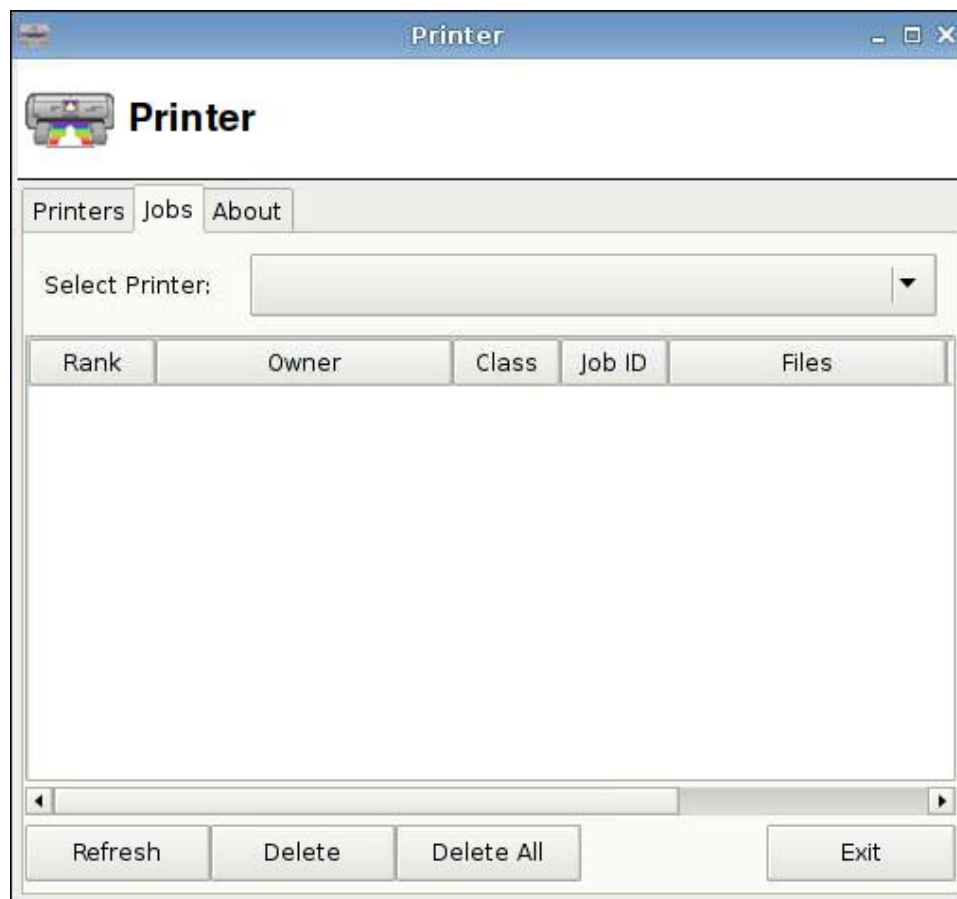 Printer
Printer
Printers Jobs About
Select Printer:
Rank Owner Class Job ID Files
Refresh Delete Delete All Exit